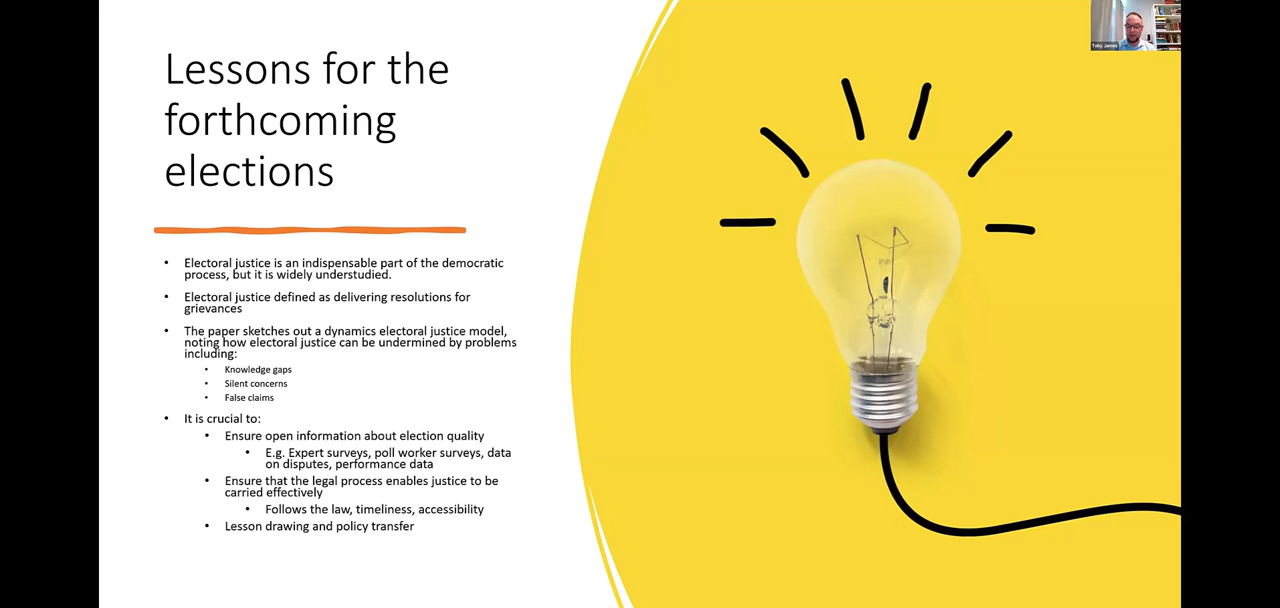 Lessons for the
forthcoming
elections
• Electoral justice is an indispensable part of the democratic
process, but it is widely understudied.
• Electoral justice defined as delivering resolutions for
grievances
• The paper sketches out a dynamics electoral justice model,
noting how electoral justice can be undermined by problems
including:
• Knowledge gaps
• Silent concerns
• False claims
• It is crucial to:
• Ensure open information about election quality
• E.g. Expert surveys, poll worker surveys, data
on disputes, performance data
• Ensure that the legal process enables justice to be
carried effectively
• Follows the law, timeliness, accessibility
• Lesson drawing and policy transfer
Toby James